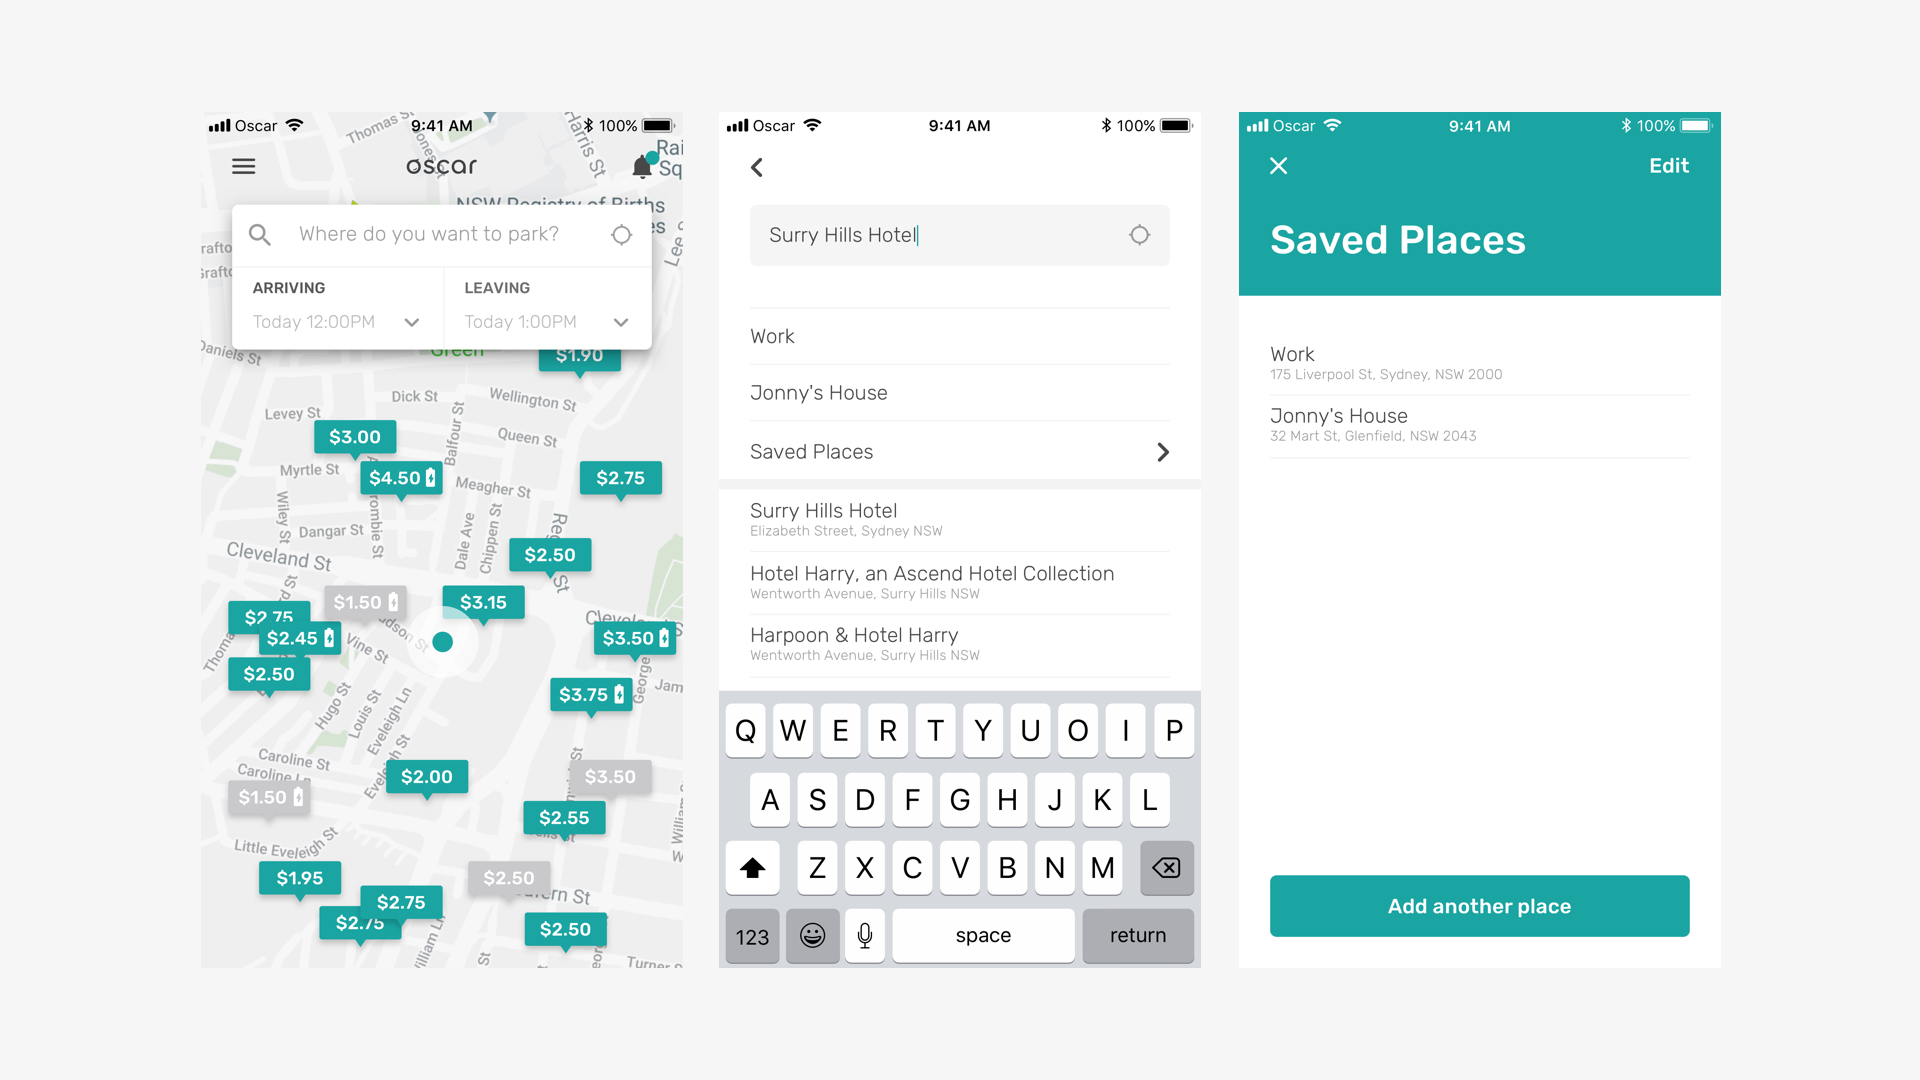 Oscar
9:41 AM
100%
oscar
Thomas St
Jones
Harris St
Rai
Sq
NSW Registry of Births
es
Lee S
Where do you want to park?
ARRIVING
Today 12:00PM
LEAVING
Today 1:00PM
Daniels St
Green
$1.90
Dick St
Wellington St
Levey St
Balfour St
$3.00
Queen St
Myrtle St
$4.50
Meagher St
$2.75
Wiley St
Dangar St
Dale Ave
Chippen St
Cleveland St
$2.50
$1.50
$3.15
$2.75
$2.45
Vine St
$3.50
$2.50
Hugo St
Louis St
Eveleigh Ln
$3.75
George
Jam
Caroline St
Caroline Ln
$2.00
$3.50
$1.50
$2.55
Little Eveleigh St
William
$1.95
$2.50
$2.75
$2.75
$2.50
Turner
Oscar
9:41 AM
100%
Surry Hills Hotel
Work
Jonny's House
Saved Places
Surry Hills Hotel
Elizabeth Street, Sydney NSW
Hotel Harry, an Ascend Hotel Collection
Wentworth Avenue, Surry Hills NSW
Harpoon & Hotel Harry
Wentworth Avenue, Surry Hills NSW
Q W E R T Y U O I P
A S D F G H J K L
Z X C V B N M
123
space
return
Oscar
9:41 AM
100%
Edit
Saved Places
Work
175 Liverpool St, Sydney, NSW 2000
Jonny's House
32 Mart St, Glenfield, NSW 2043
Add another place